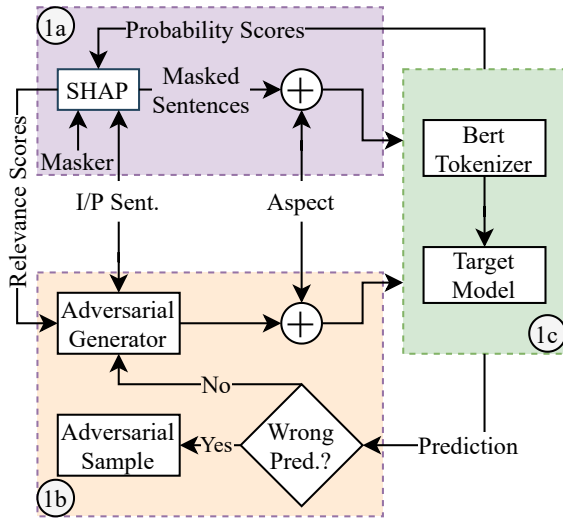 1a
Probability Scores
SHAP
Masked
Sentences
Masker
Relevance Scores
I/P Sent.
Aspect
Bert
Tokenizer
Target
Model
1c
Adversarial
Generator
No
Adversarial
Sample
Yes
Wrong
Pred.?
Prediction
1b